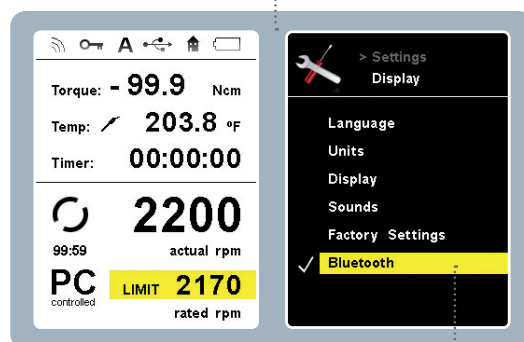 A
Torque: - 99.9 Ncm
Temp: 203.8 °F
Timer: 00:00:00
2200
99:59 actual rpm
PC LIMIT 2170
controlled
rated rpm
> Settings
Display
Language
Units
Display
Sounds
Factory Settings
Bluetooth